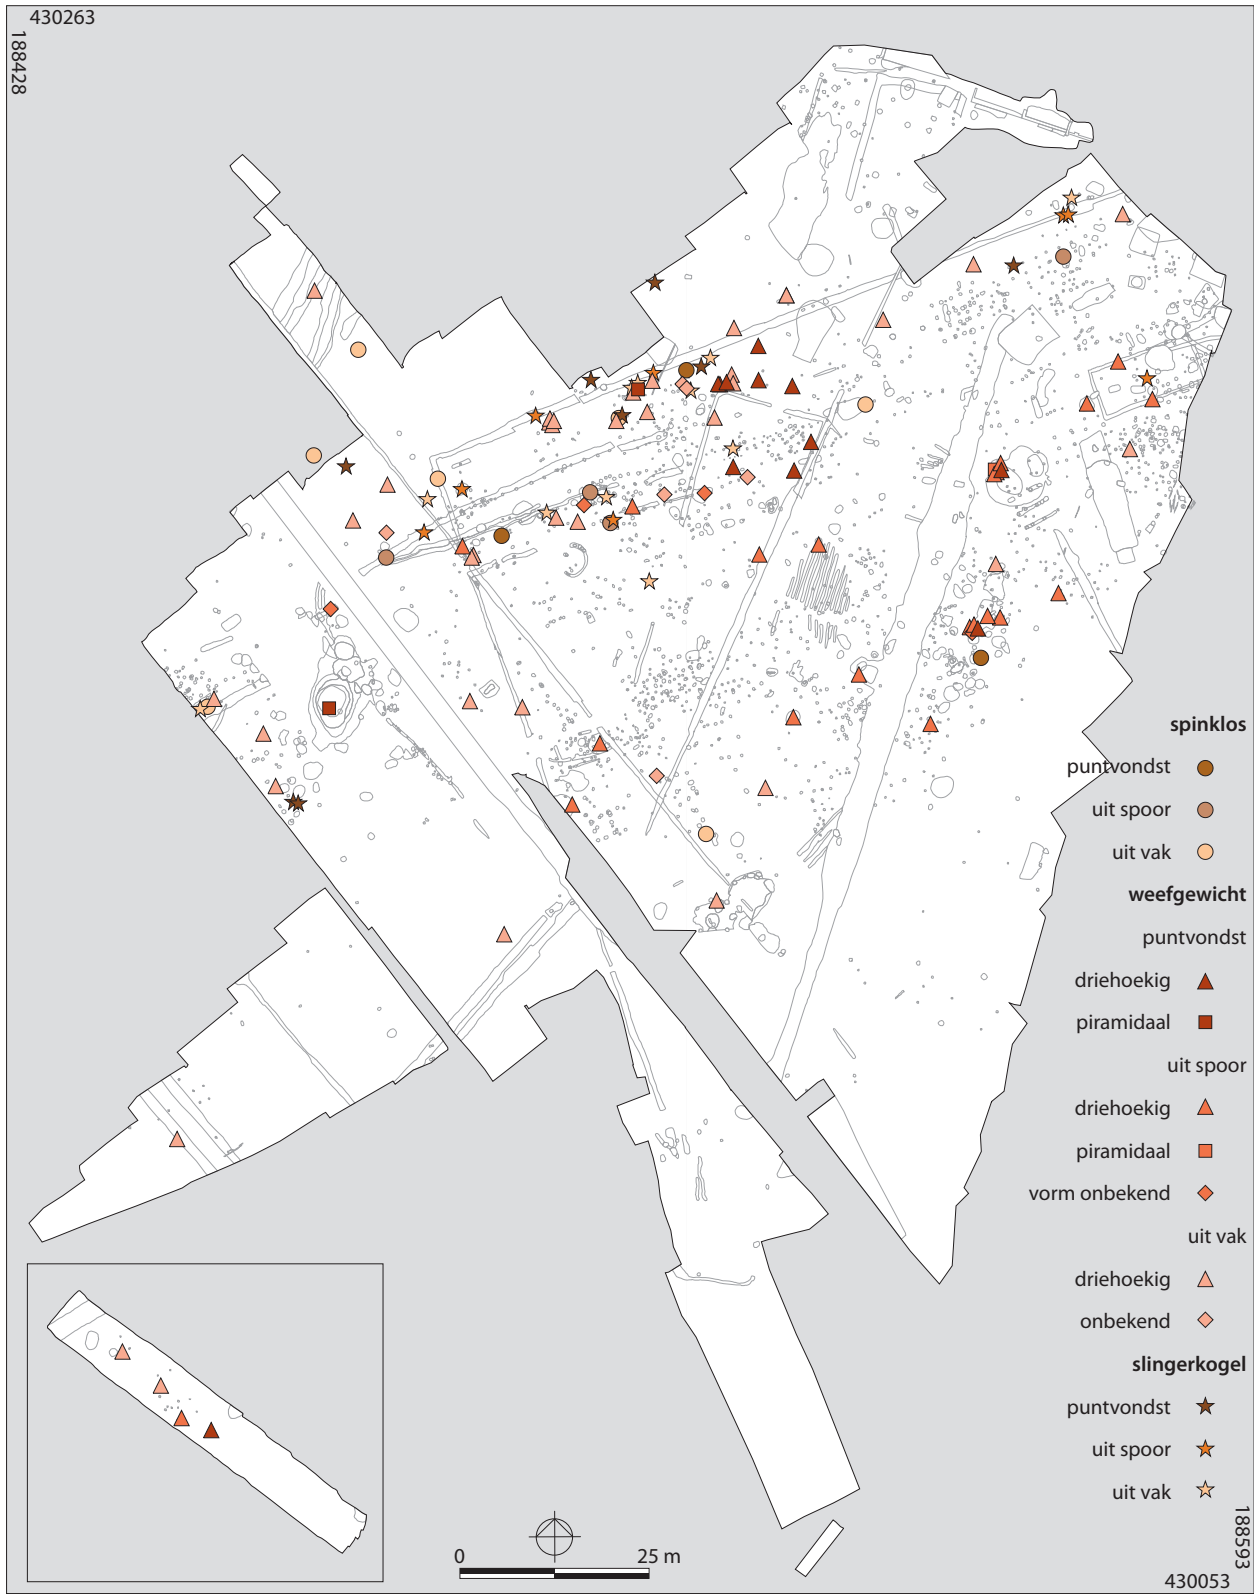 430263
188428
spinklos
puntvondst
uit spoor
uit vak
weefgewicht
puntvondst
driehoekig
piramidaal
uit spoor
driehoekig
piramidaal
vorm onbekend
uit vak
driehoekig
onbekend
slingerkogel
puntvondst
uit spoor
uit vak
0 25 m
188593
430053